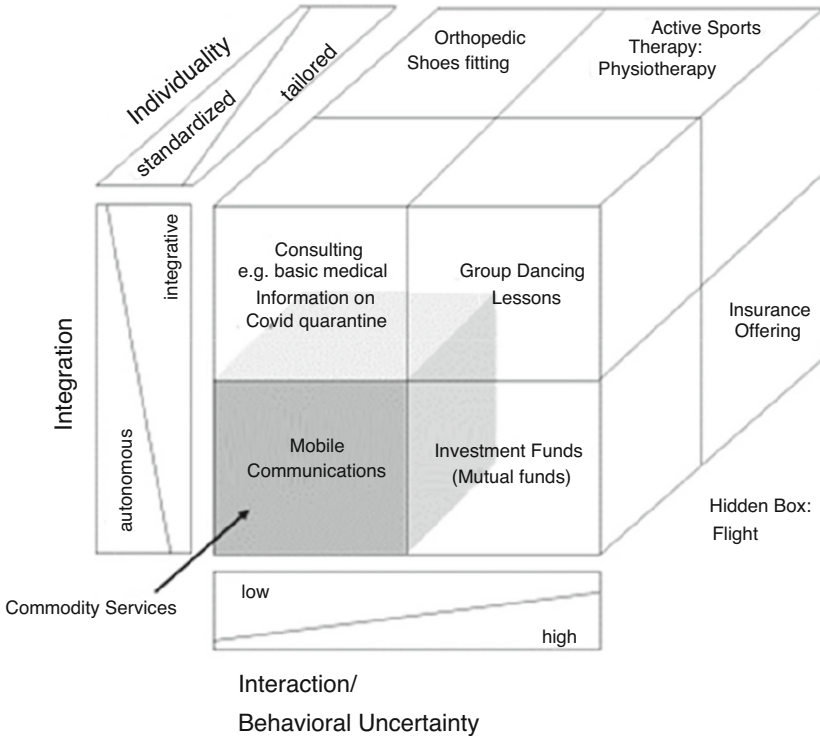 Individuality
standardized
tailored
Orthopedic
Shoes fitting
Active Sports
Therapy:
Physiotherapy
Integration
integrative
autonomous
Consulting
e.g. basic medical
Information on
Covid quarantine
Group Dancing
Lessons
Insurance
Offering
Mobile
Communications
Investment Funds
(Mutual funds)
Hidden Box:
Flight
Commodity Services
low
high
Interaction/
Behavioral Uncertainty